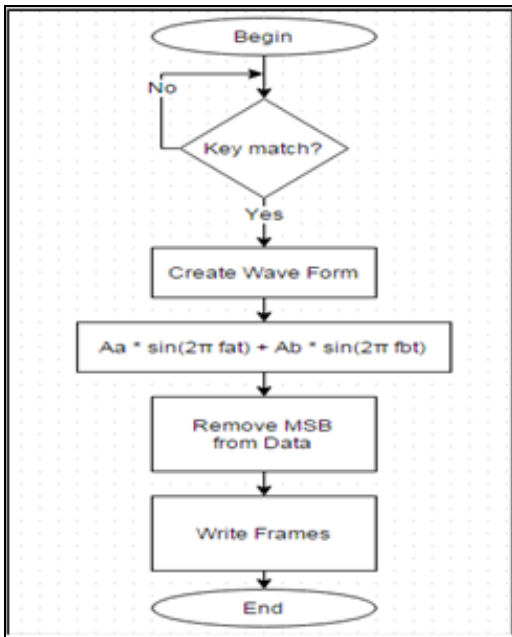 Begin
No
Key match?
Yes
Create Wave Form
Aa * sin(2π fat) + Ab * sin(2π fbt)
Remove MSB
from Data
Write Frames
End